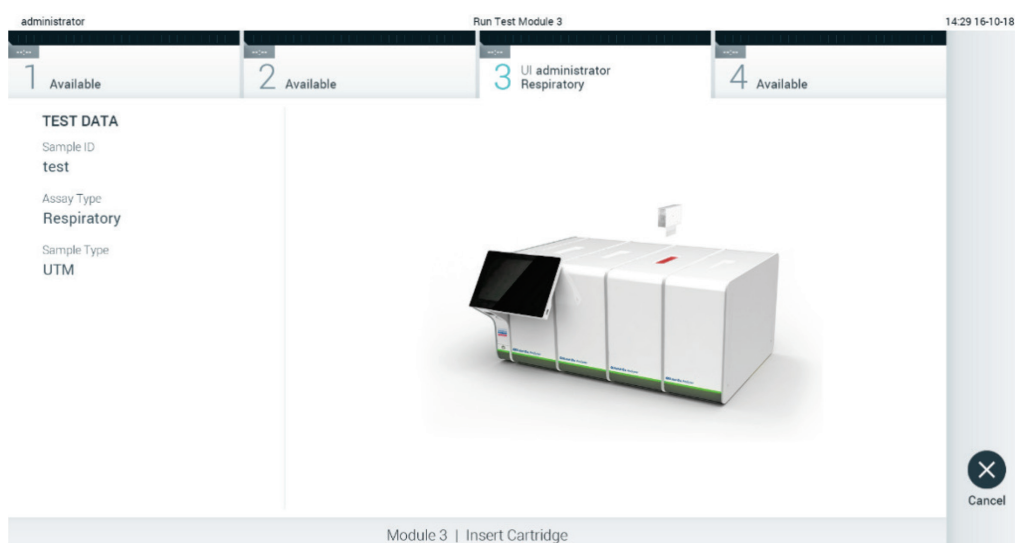 administrator
Run Test Module 3
14:29 16-10-18
--:--
--:--
--:--
--:--
1 Available
2 Available
3 UI administrator
Respiratory
4 Available
TEST DATA
Sample ID
test
Assay Type
Respiratory
Sample Type
UTM
Cancel
Module 3 | Insert Cartridge